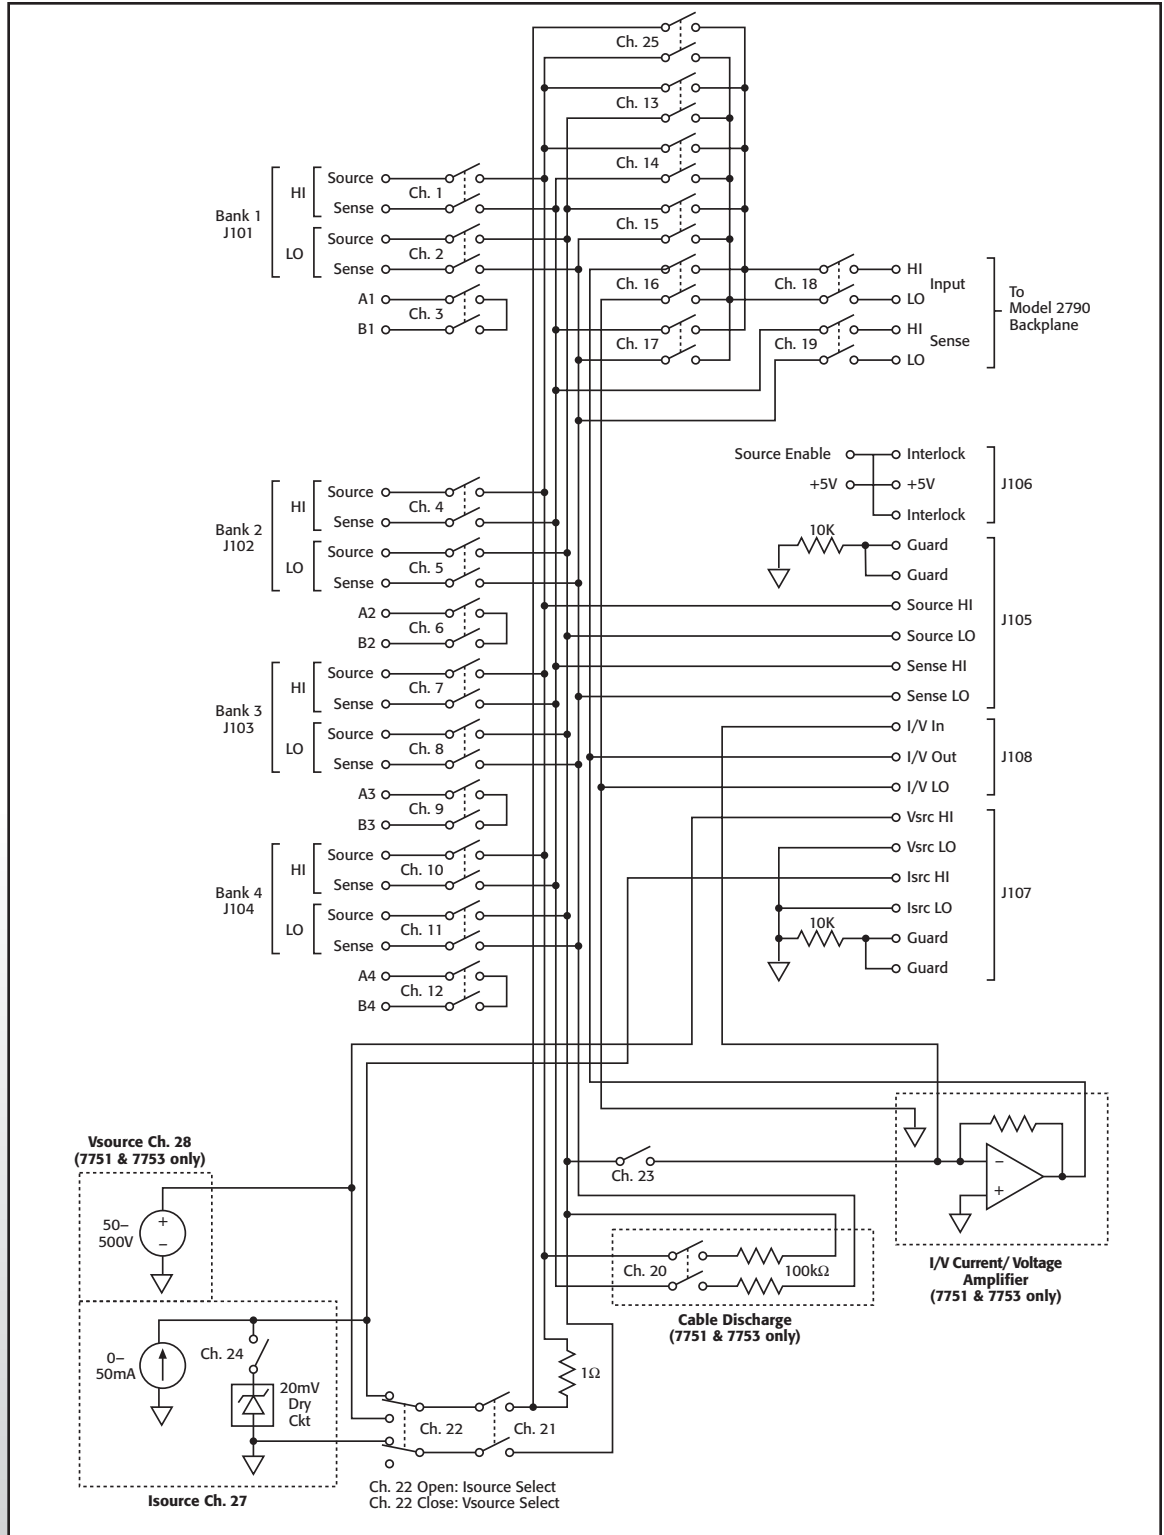 Ch. 25
Ch. 13
Ch. 14
Ch. 15
Ch. 16
Ch. 17
Ch. 18
Ch. 19
HI
Input
LO
HI
Sense
LO
To
Model 2790
Backplane
Bank 1
J101
HI
LO
Source
Sense
Source
Sense
A1
B1
Ch. 1
Ch. 2
Ch. 3
Bank 2
J102
HI
LO
Source
Sense
Source
Sense
A2
B2
Ch. 4
Ch. 5
Ch. 6
Bank 3
J103
HI
LO
Source
Sense
Source
Sense
A3
B3
Ch. 7
Ch. 8
Ch. 9
Bank 4
J104
HI
LO
Source
Sense
Source
Sense
A4
B4
Ch. 10
Ch. 11
Ch. 12
Source Enable
+5V
Interlock
+5V
Interlock
J106
10K
Guard
Guard
Source HI
Source LO
Sense HI
Sense LO
J105
I/V In
I/V Out
I/V LO
J108
Vsrc HI
Vsrc LO
Isrc HI
Isrc LO
10K
Guard
Guard
J107
Vsource Ch. 28
(7751 & 7753 only)
50–
500V
+
–
0–
50mA
Ch. 24
20mV
Dry
Ckt
Isource Ch. 27
Ch. 22
Ch. 21
1Ω
Ch. 22 Open: Isource Select
Ch. 22 Close: Vsource Select
Ch. 23
Ch. 20
100kΩ
Cable Discharge
(7751 & 7753 only)
–
+
I/V Current/ Voltage
Amplifier
(7751 & 7753 only)